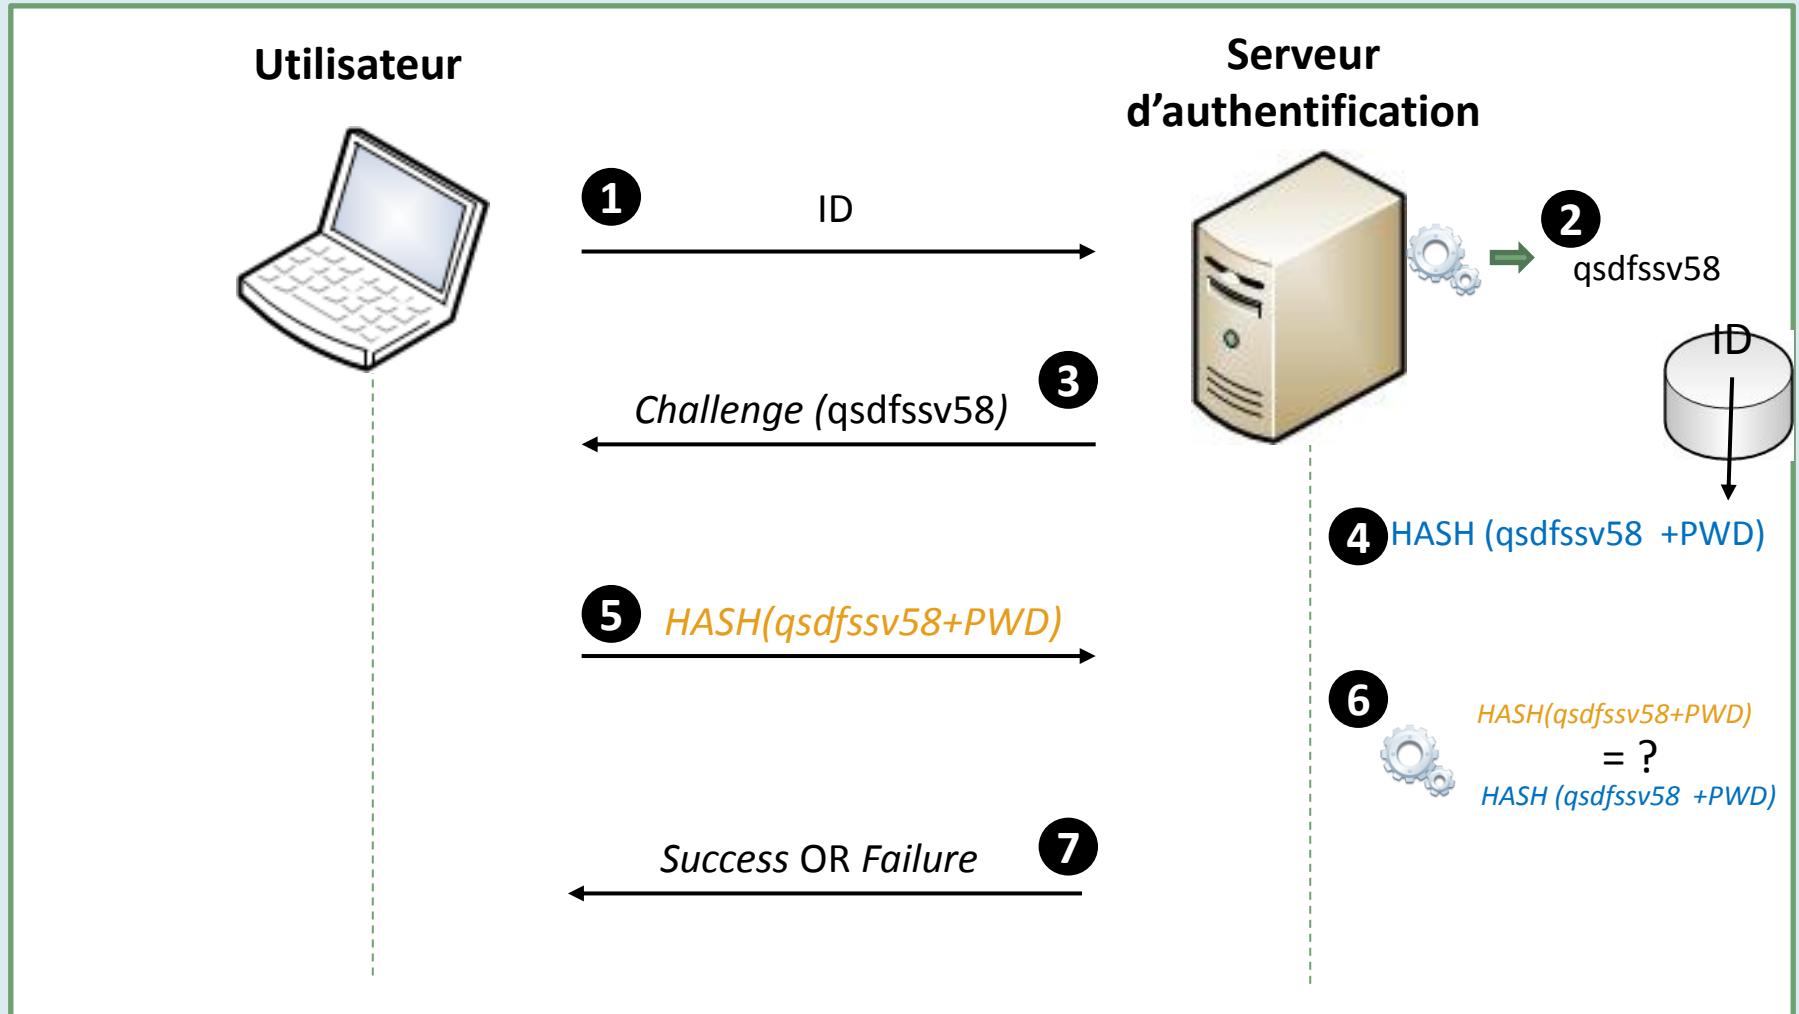 Utilisateur
Serveur
d’authentification
1
ID
2
qsdfssv58
ID
3
Challenge (qsdfssv58)
4
HASH (qsdfssv58 +PWD)
5
HASH(qsdfssv58+PWD)
6
HASH(qsdfssv58+PWD)
= ?
HASH (qsdfssv58 +PWD)
7
Success OR Failure